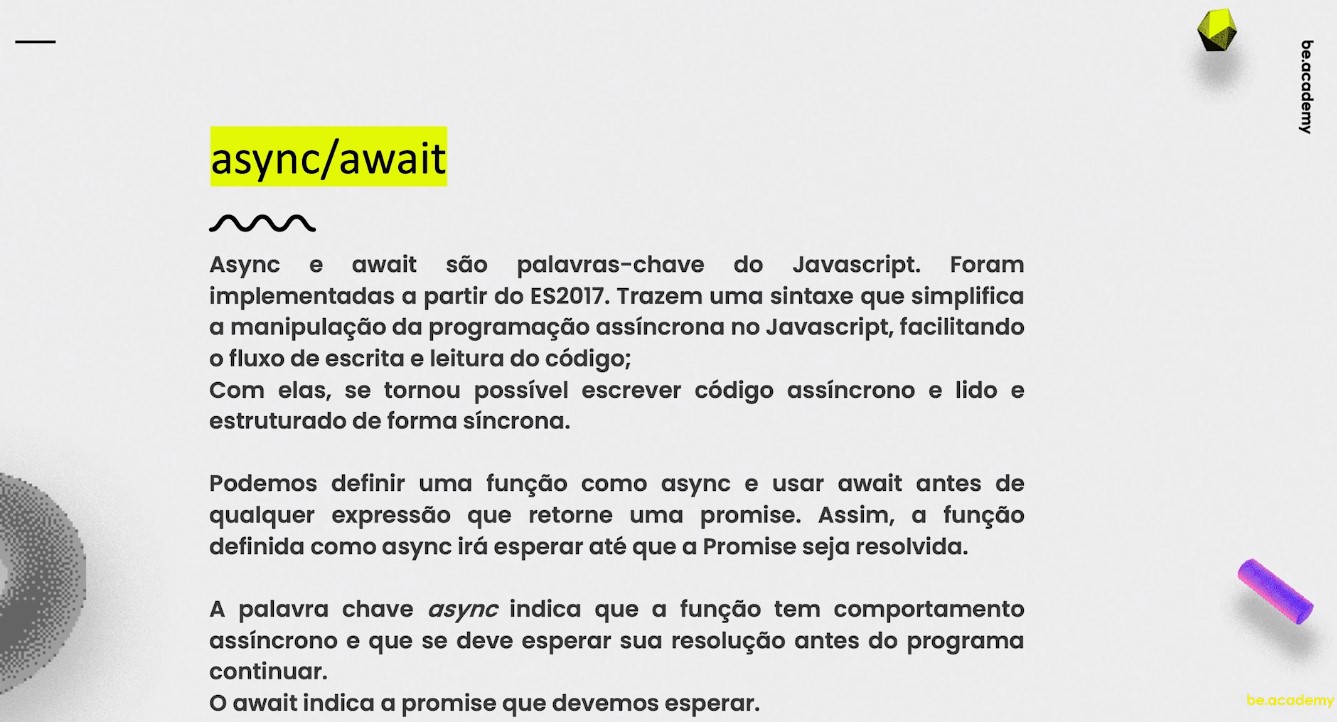 be.academy
async/await
Async e await são palavras-chave do Javascript. Foram
implementadas a partir do ES2017. Trazem uma sintaxe que simplifica
a manipulação da programação assíncrona no Javascript, facilitando
o fluxo de escrita e leitura do código;
Com elas, se tornou possível escrever código assíncrono e lido e
estruturado de forma síncrona.
Podemos definir uma função como async e usar await antes de
qualquer expressão que retorne uma promise. Assim, a função
definida como async irá esperar até que a Promise seja resolvida.
A palavra chave async indica que a função tem comportamento
assíncrono e que se deve esperar sua resolução antes do programa
continuar.
O await indica a promise que devemos esperar.
be.academy